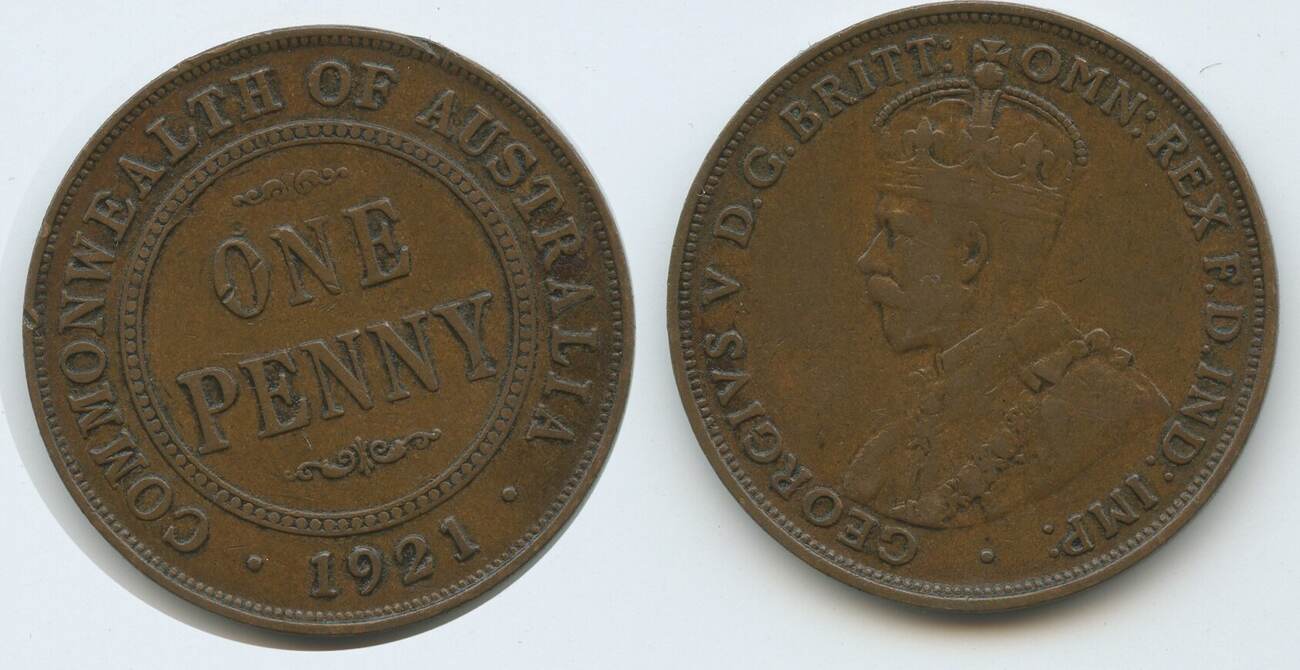 COMMONWEALTH OF AUSTRALIA
ONE
PENNY
· 1921 ·
GEORGIVS V D.G. BRITT: OMN: REX F.D. IND: IMP: